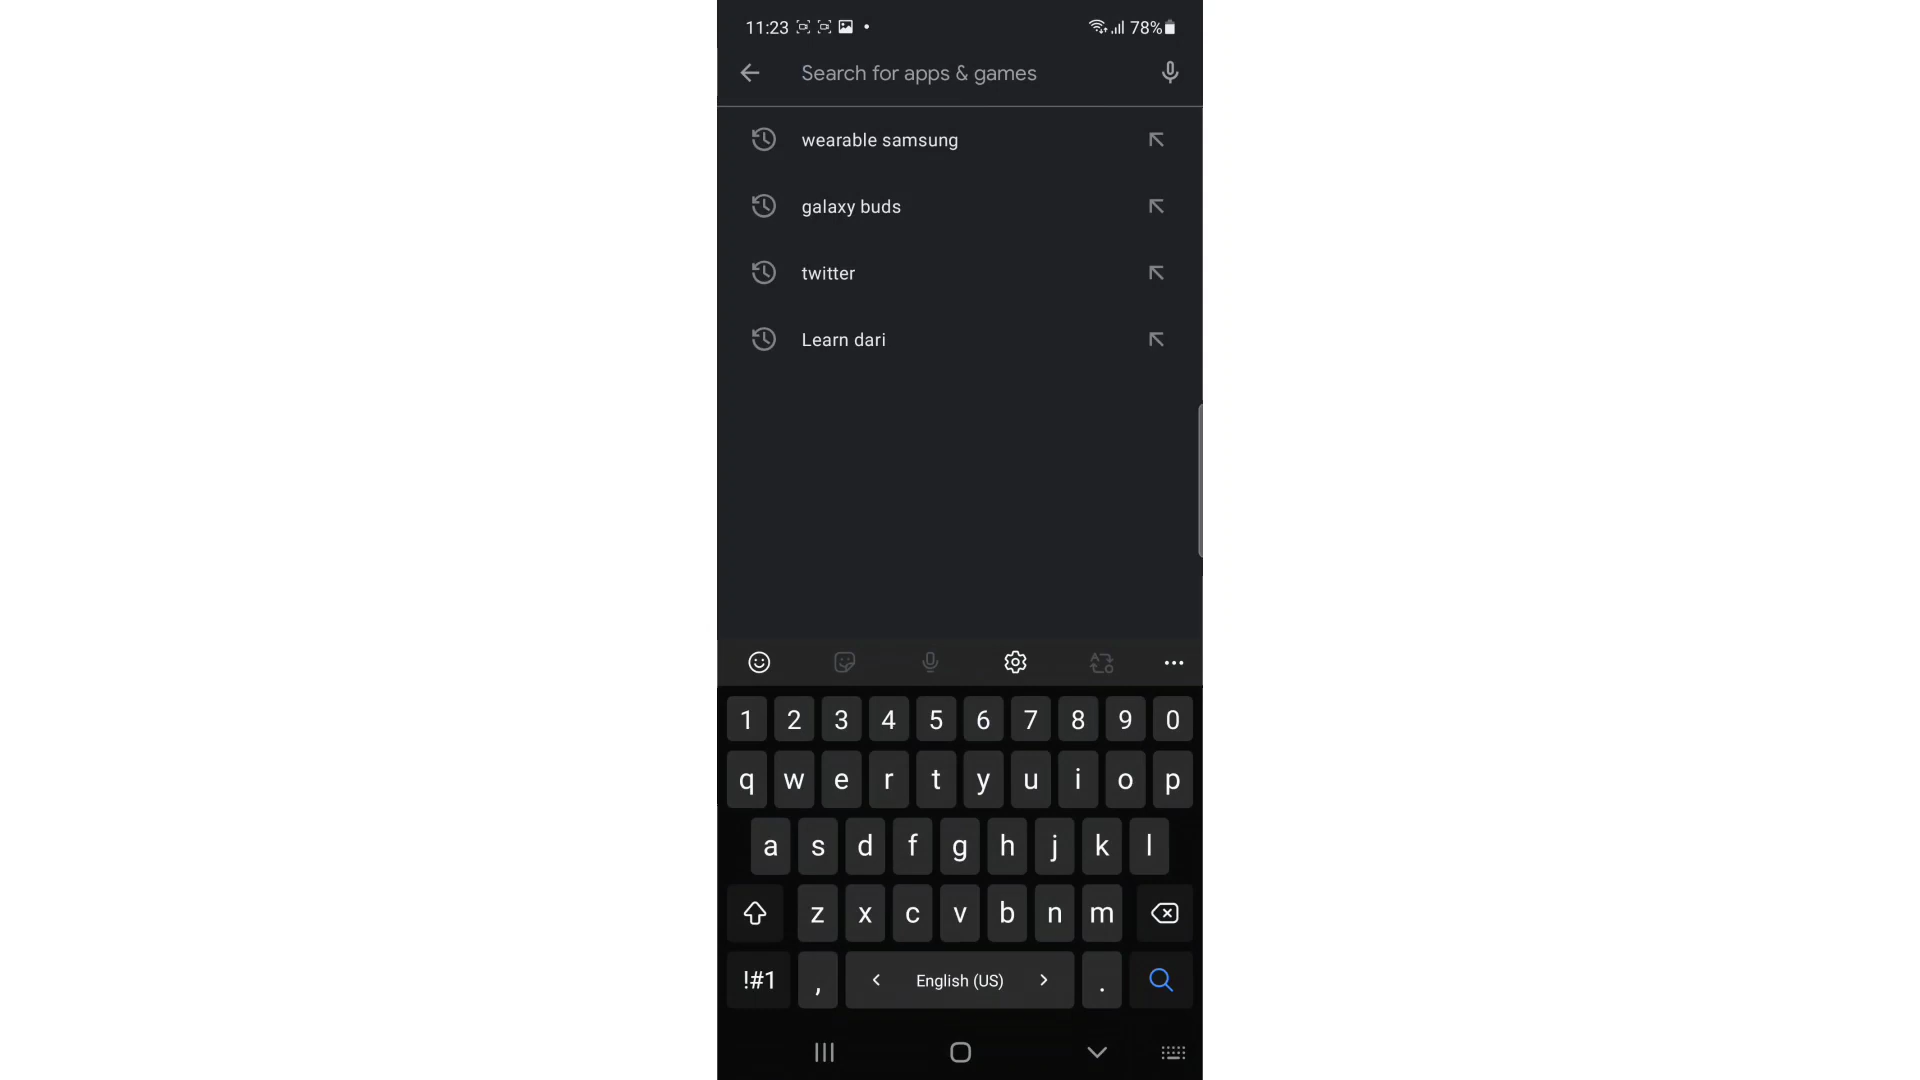 11:23
78%
Search for apps & games
wearable samsung
galaxy buds
twitter
Learn dari
1 2 3 4 5 6 7 8 9 0
q w e r t y u i o p
a s d f g h j k l
z x c v b n m
!#1 , < English (US) > .